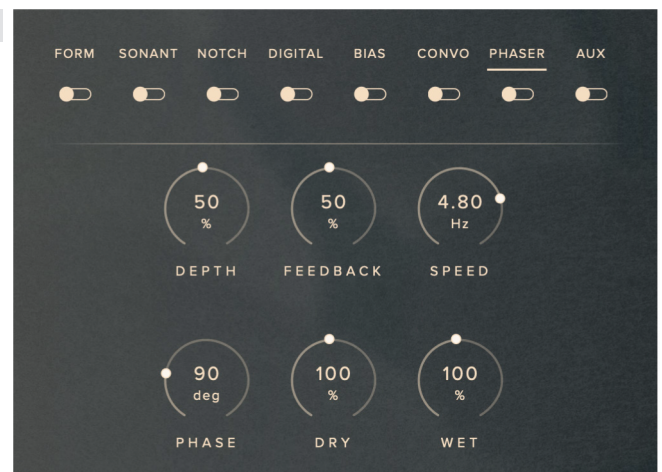 FORM SONANT NOTCH DIGITAL BIAS CONVO PHASER AUX
50 50 4.80
% % Hz
DEPTH FEEDBACK SPEED
90 100 100
deg % %
PHASE DRY WET